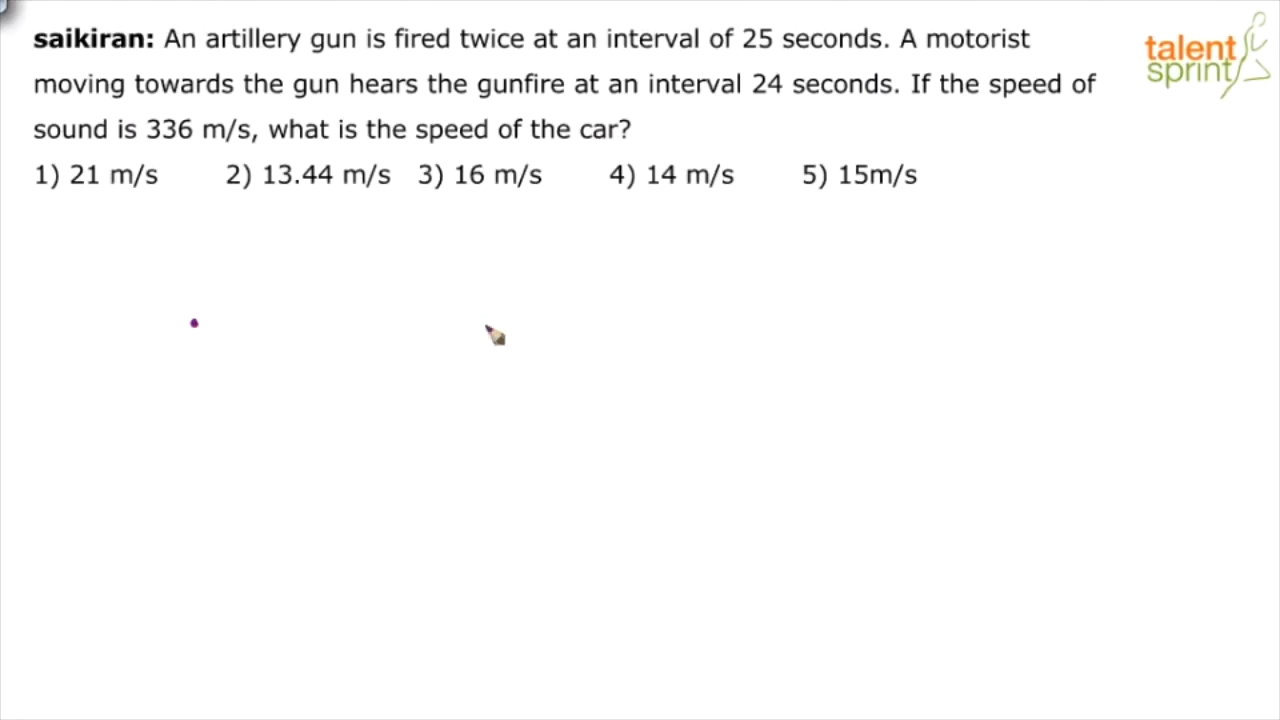 saikiran: An artillery gun is fired twice at an interval of 25 seconds. A motorist
moving towards the gun hears the gunfire at an interval 24 seconds. If the speed of
sound is 336 m/s, what is the speed of the car?
1) 21 m/s 2) 13.44 m/s 3) 16 m/s 4) 14 m/s 5) 15m/s
talent
sprint